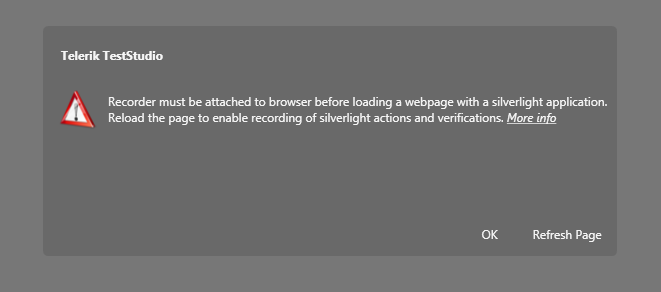 Telerik TestStudio
Recorder must be attached to browser before loading a webpage with a silverlight application.
Reload the page to enable recording of silverlight actions and verifications. More info
OK Refresh Page